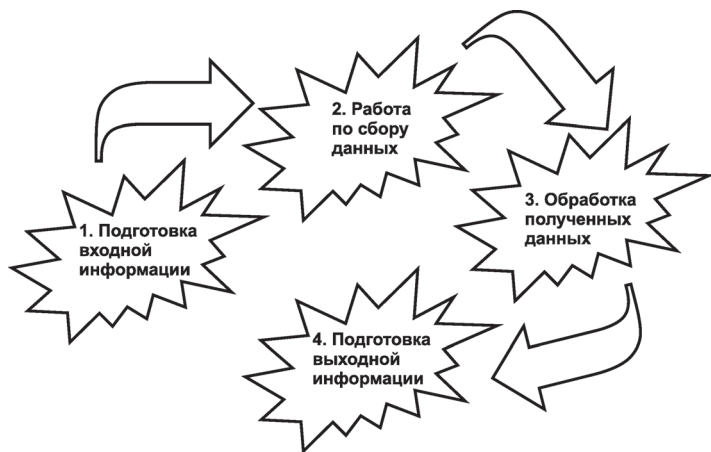 1. Подготовка
входной
информации
2. Работа
по сбору
данных
3. Обработка
полученных
данных
4. Подготовка
выходной
информации